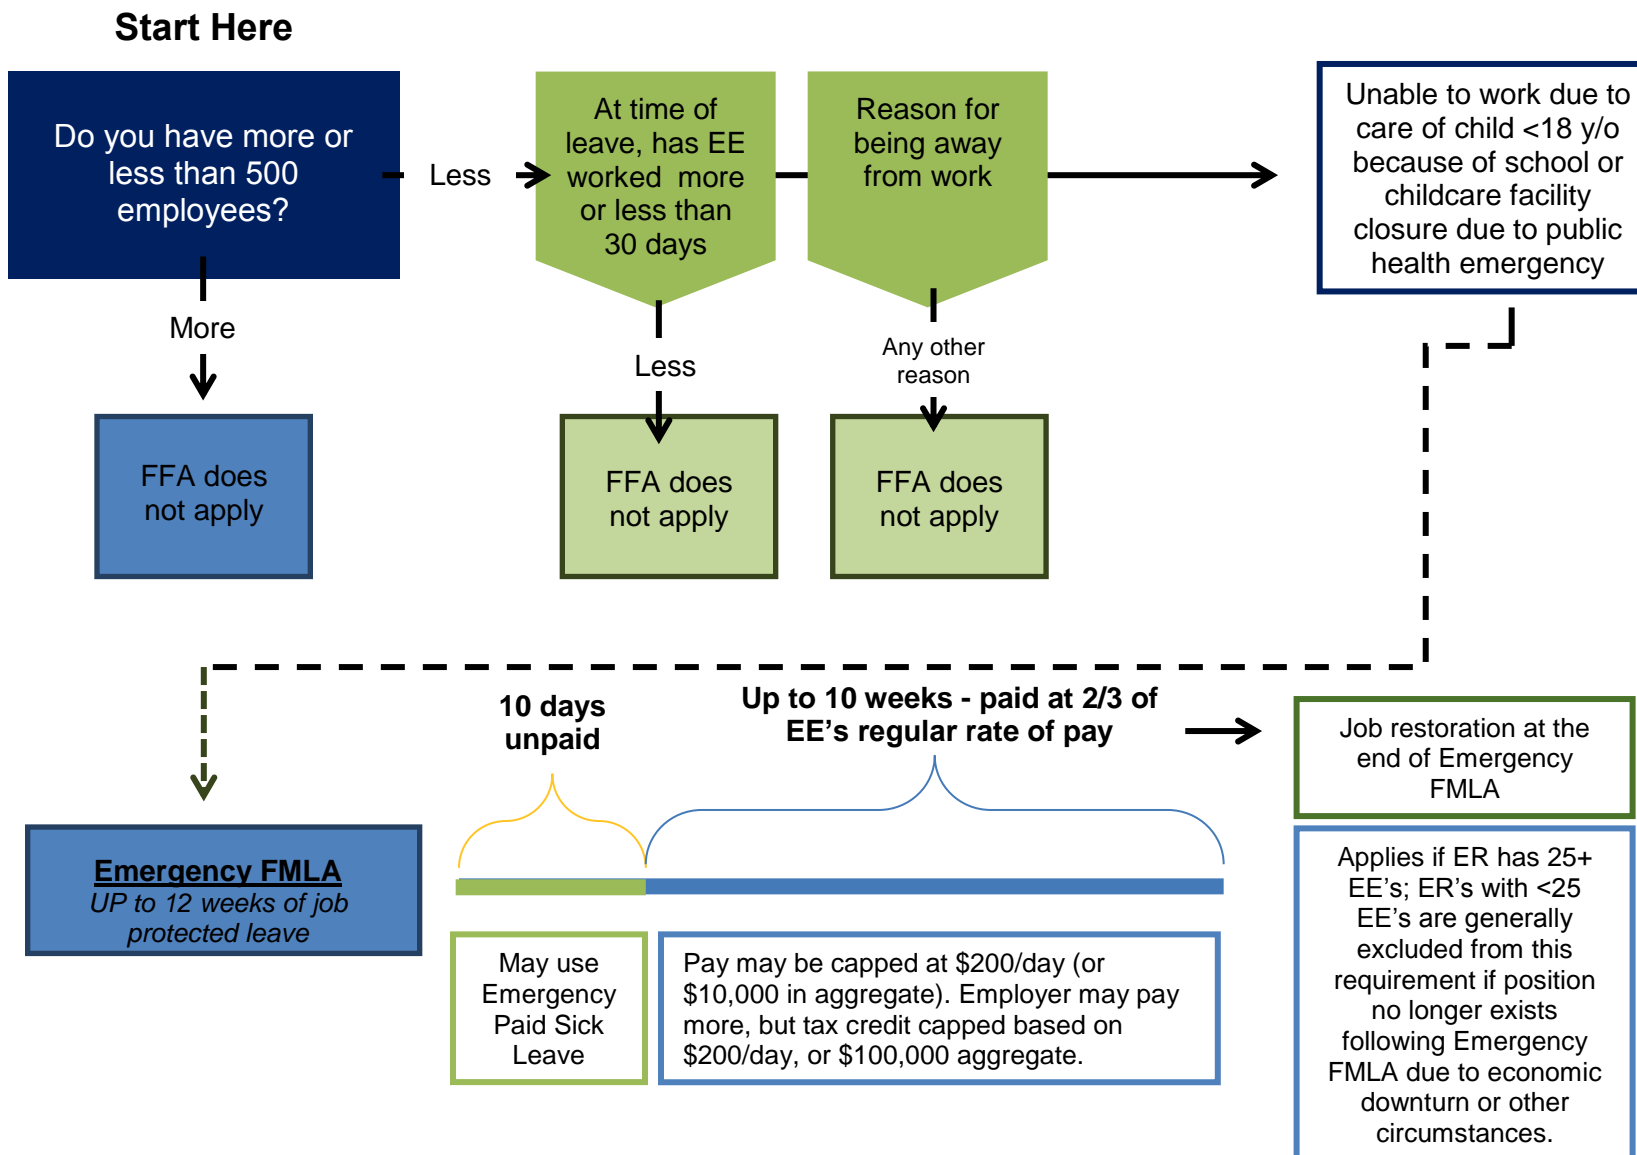 Start Here
Do you have more or
less than 500
employees?
Less
At time of
leave, has EE
worked  more
or less than
30 days
Reason for
being away
from work
Unable to work due to
care of child <18 y/o
because of school or
childcare facility
closure due to public
health emergency
More
Less
Any other
reason
FFA does
not apply
FFA does
not apply
FFA does
not apply
10 days
unpaid
Up to 10 weeks - paid at 2/3 of
EE’s regular rate of pay
Job restoration at the
end of Emergency
FMLA
Emergency FMLA
UP to 12 weeks of job
protected leave
May use
Emergency
Paid Sick
Leave
Pay may be capped at $200/day (or
$10,000 in aggregate). Employer may pay
more, but tax credit capped based on
$200/day, or $100,000 aggregate.
Applies if ER has 25+
EE’s; ER’s with <25
EE’s are generally
excluded from this
requirement if position
no longer exists
following Emergency
FMLA due to economic
downturn or other
circumstances.